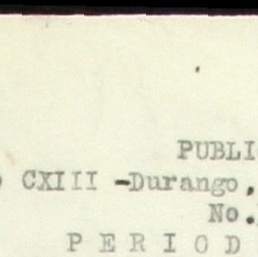 PUBLI
CXIII -Durango,
No.
P E R I O D